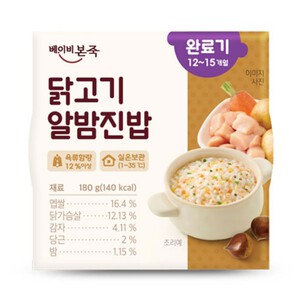 베이비본죽
완료기
12~15개월
닭고기
알밤진밥
이미지
사진
육류함량
12%이상
실온보관
(1~35℃)
재료 180 g(140 kcal)
멥쌀 16.4 %
닭가슴살 12.13 %
감자 4.11 %
당근 2 %
밤 1.15 %
조리예